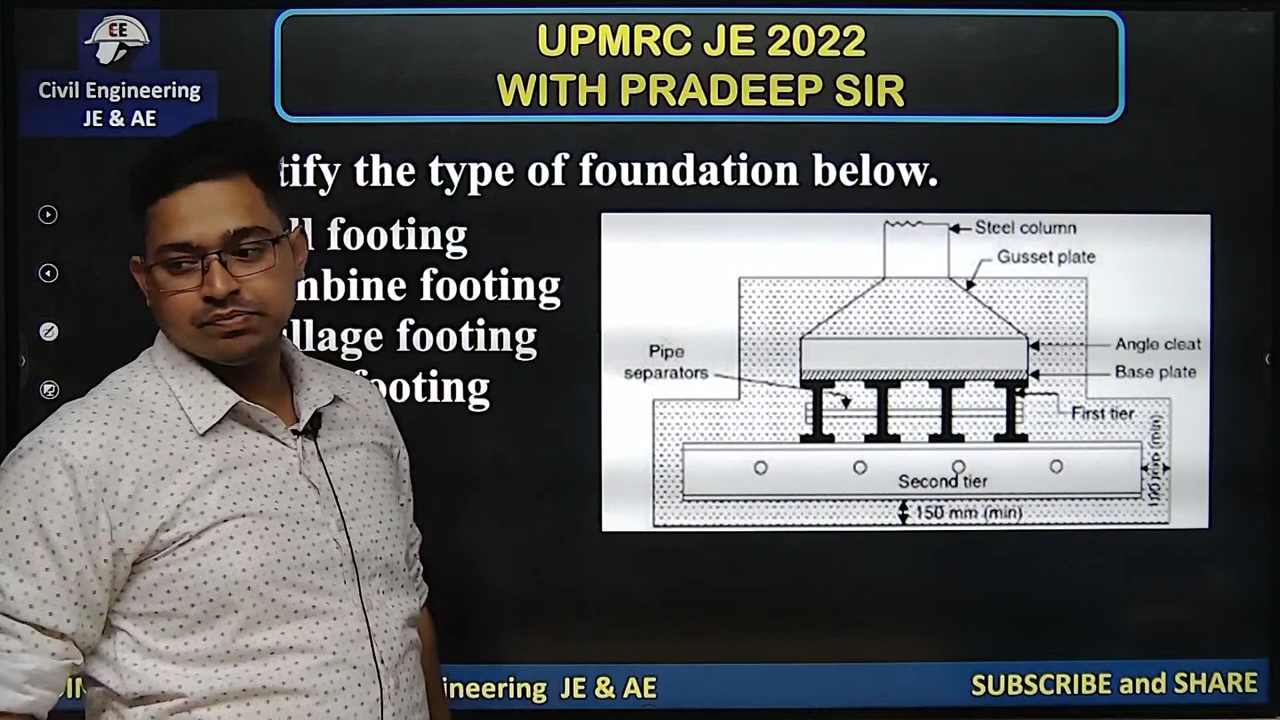 CE
Civil Engineering
JE & AE
UPMRC JE 2022
WITH PRADEEP SIR
tify the type of foundation below.
ll footing
mbine footing
llage footing
footing
Steel column
Gusset plate
Pipe
separators
Angle cleat
Base plate
First tier
Second tier
150 mm (min)
ineering JE & AE
SUBSCRIBE and SHARE